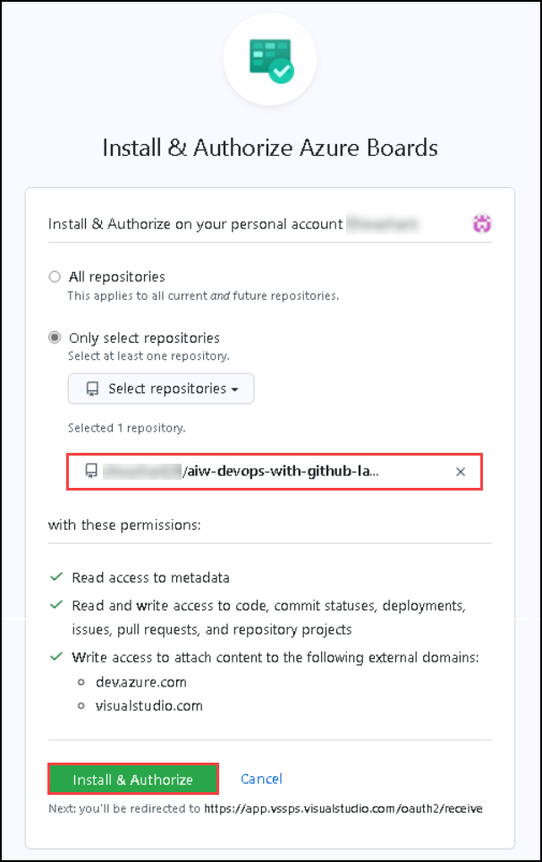 Install & Authorize Azure Boards
Install & Authorize on your personal account
All repositories
This applies to all current and future repositories.
Only select repositories
Select at least one repository.
Select repositories
Selected 1 repository.
/aiw-devops-with-github-la...
with these permissions:
Read access to metadata
Read and write access to code, commit statuses, deployments,
issues, pull requests, and repository projects
Write access to attach content to the following external domains:
dev.azure.com
visualstudio.com
Install & Authorize Cancel
Next: you'll be redirected to https://app.vssps.visualstudio.com/oauth2/receive